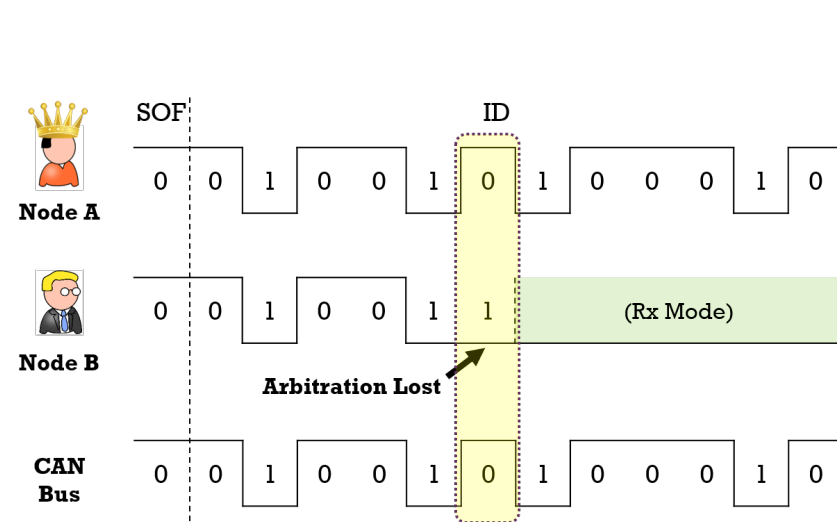 SOF ID
0 0 1 0 0 1 0 1 0 0 0 1 0
Node A
0 0 1 0 0 1 1 (Rx Mode)
Node B
Arbitration Lost
CAN
Bus
0 0 1 0 0 1 0 1 0 0 0 1 0